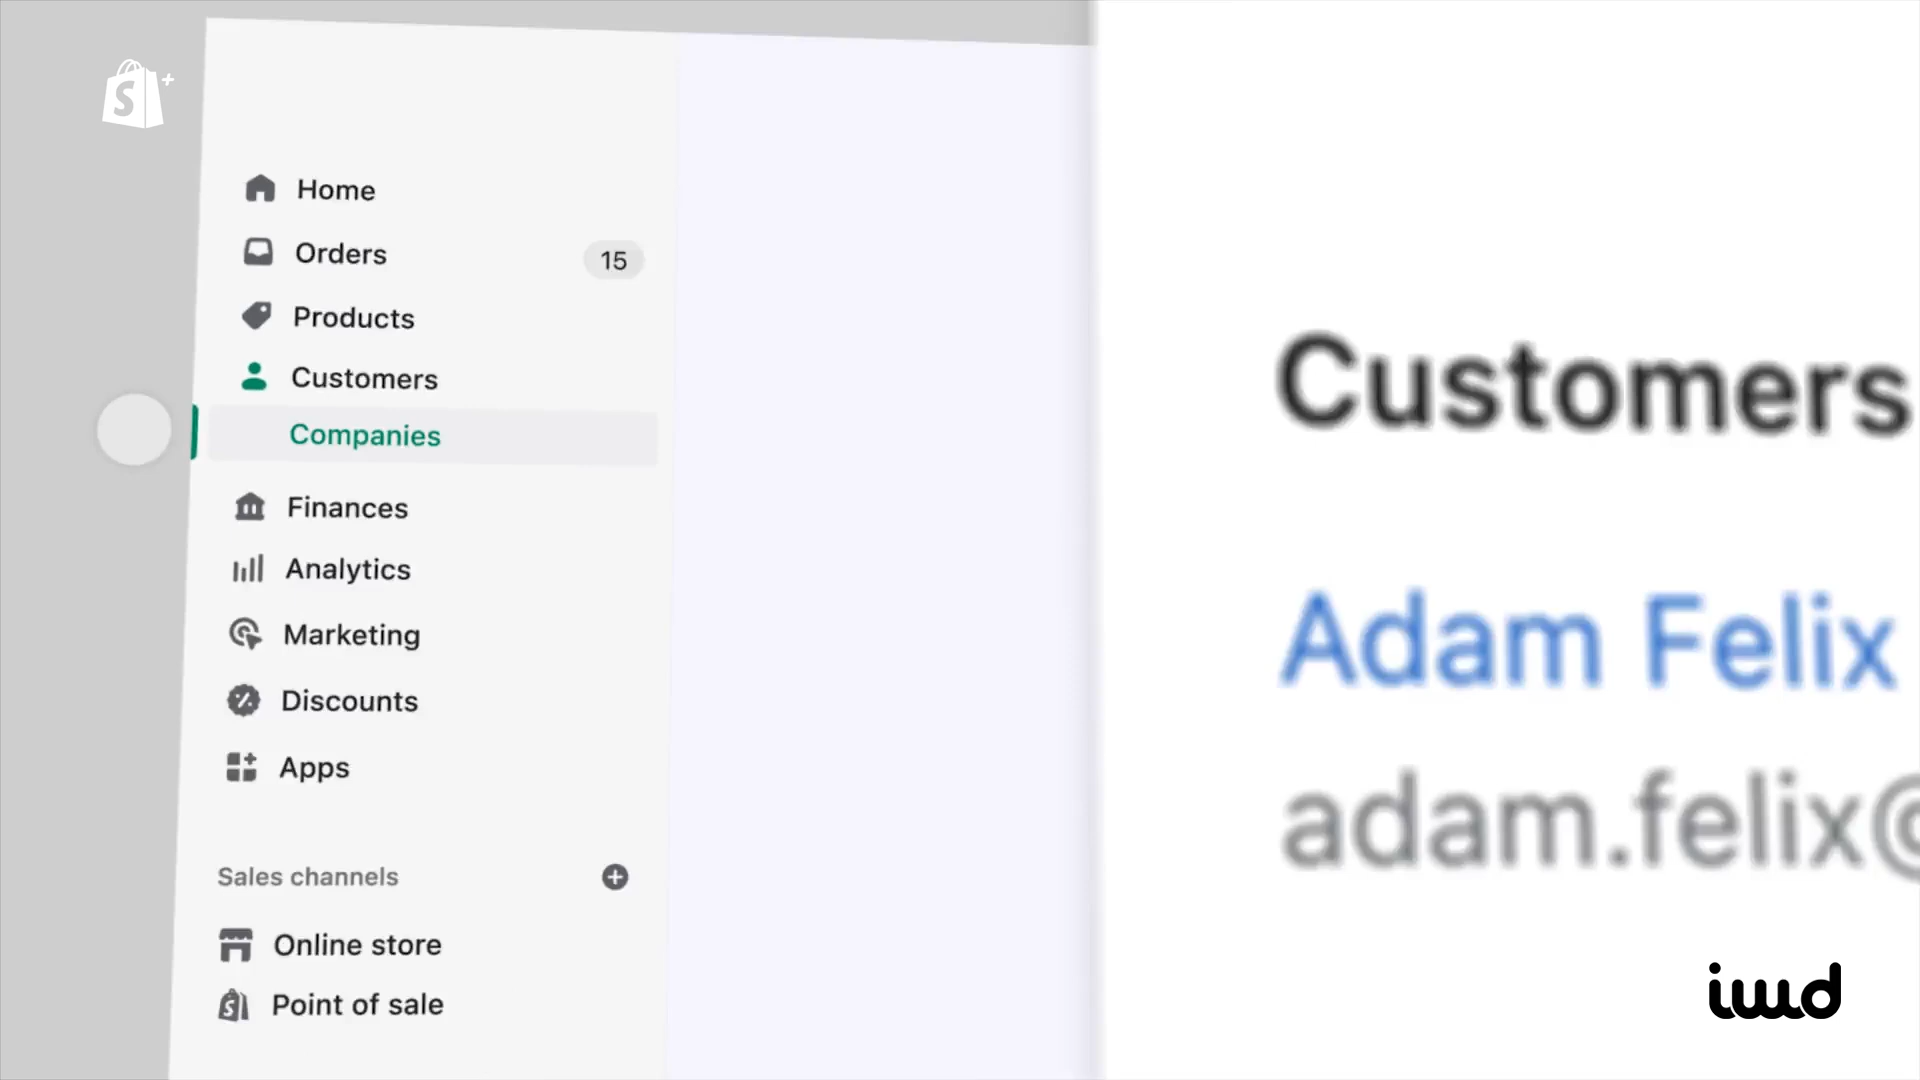 Home
Orders
15
Products
Customers
Companies
Finances
Analytics
Marketing
Discounts
Apps
Sales channels
Online store
Point of sale
Customers
Adam Felix
adam.felix@
iwd